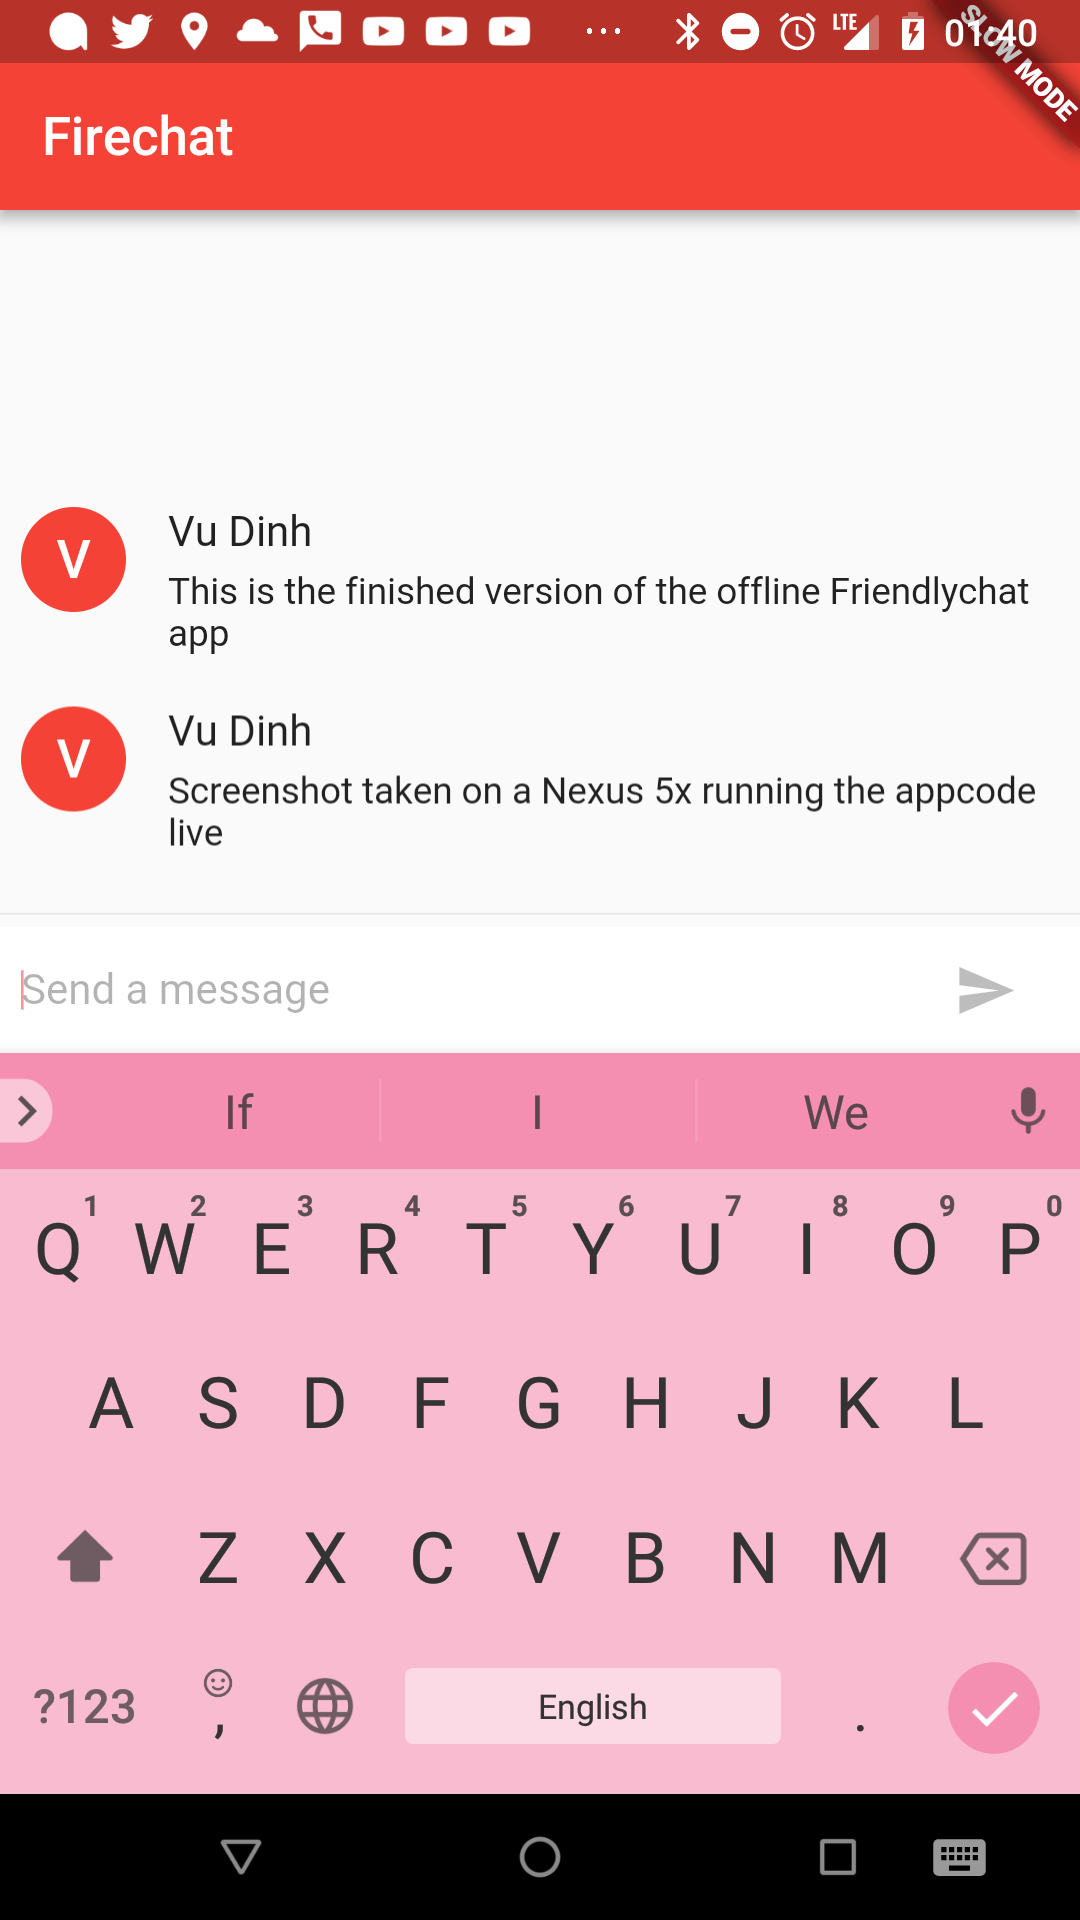 LTE 01:40
SLOW MODE
Firechat
V
Vu Dinh
This is the finished version of the offline Friendlychat
app
V
Vu Dinh
Screenshot taken on a Nexus 5x running the appcode
live
Send a message
If I We
1 2 3 4 5 6 7 8 9 0
Q W E R T Y U I O P
A S D F G H J K L
Z X C V B N M
?123 , English .